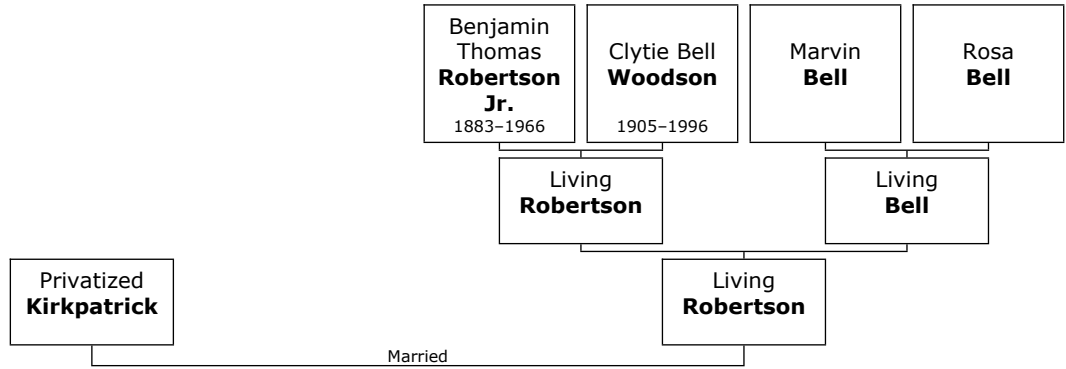 Benjamin
Thomas
Robertson
Jr.
1883–1966
Clytie Bell
Woodson
1905–1996
Marvin
Bell
Rosa
Bell
Living
Robertson
Living
Bell
Privatized
Kirkpatrick
Living
Robertson
Married